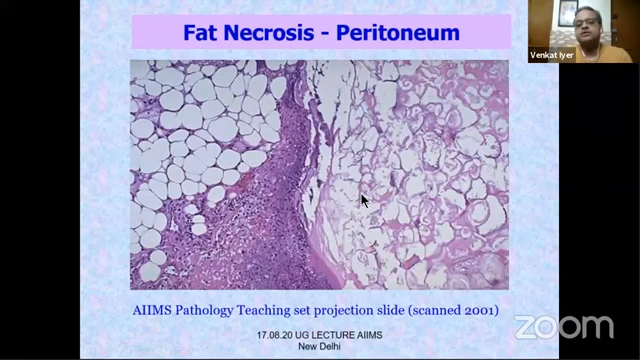 Fat Necrosis - Peritoneum
Venkat Iyer
AIIMS Pathology Teaching set projection slide (scanned 2001)
17.08.20 UG LECTURE AIIMS
New Delhi
zoom